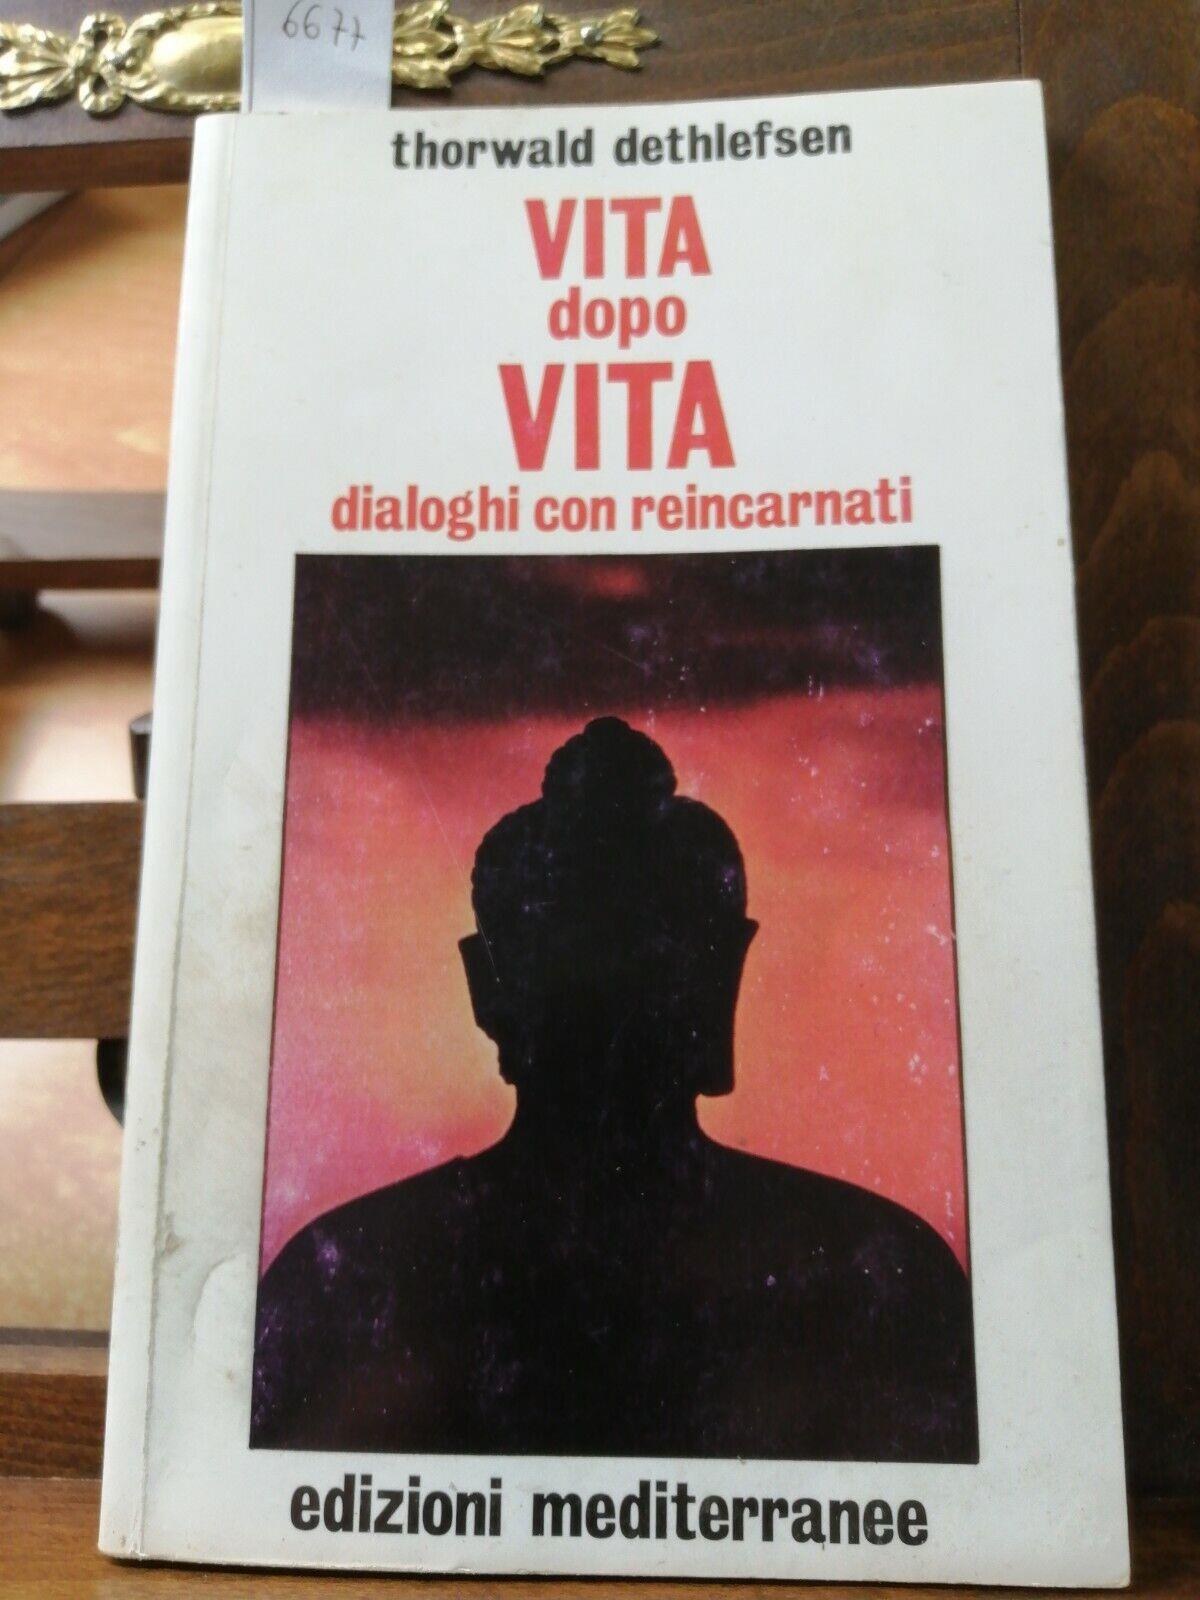 6677
thorwald dethlefsen
VITA
dopo
VITA
dialoghi con reincarnati
edizioni mediterranee